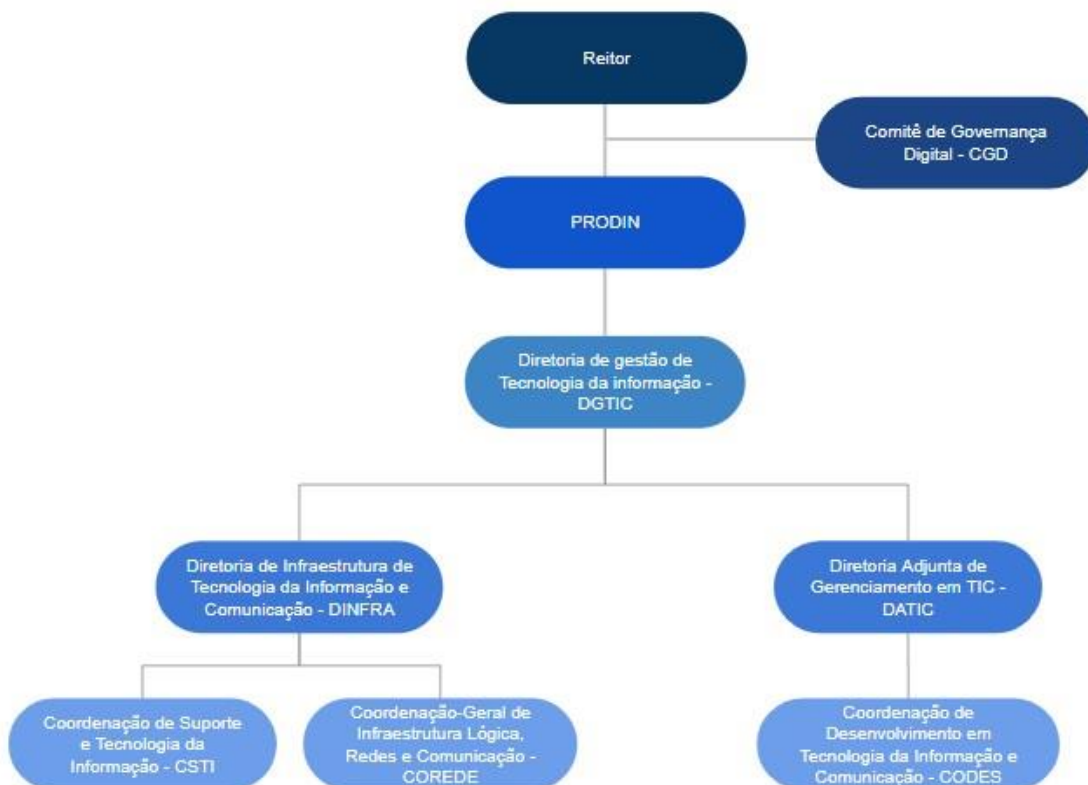 Reitor
Comitê de Governança
Digital - CGD
PRODIN
Diretoria de gestão de
Tecnologia da informação -
DGTIC
Diretoria de Infraestrutura de
Tecnologia da Informação e
Comunicação - DINFRA
Diretoria Adjunta de
Gerenciamento em TIC -
DATIC
Coordenação de Suporte
e Tecnologia da
Informação - CSTI
Coordenação-Geral de
Infraestrutura Lógica,
Redes e Comunicação -
COREDE
Coordenação de
Desenvolvimento em
Tecnologia da Informação e
Comunicação - CODES